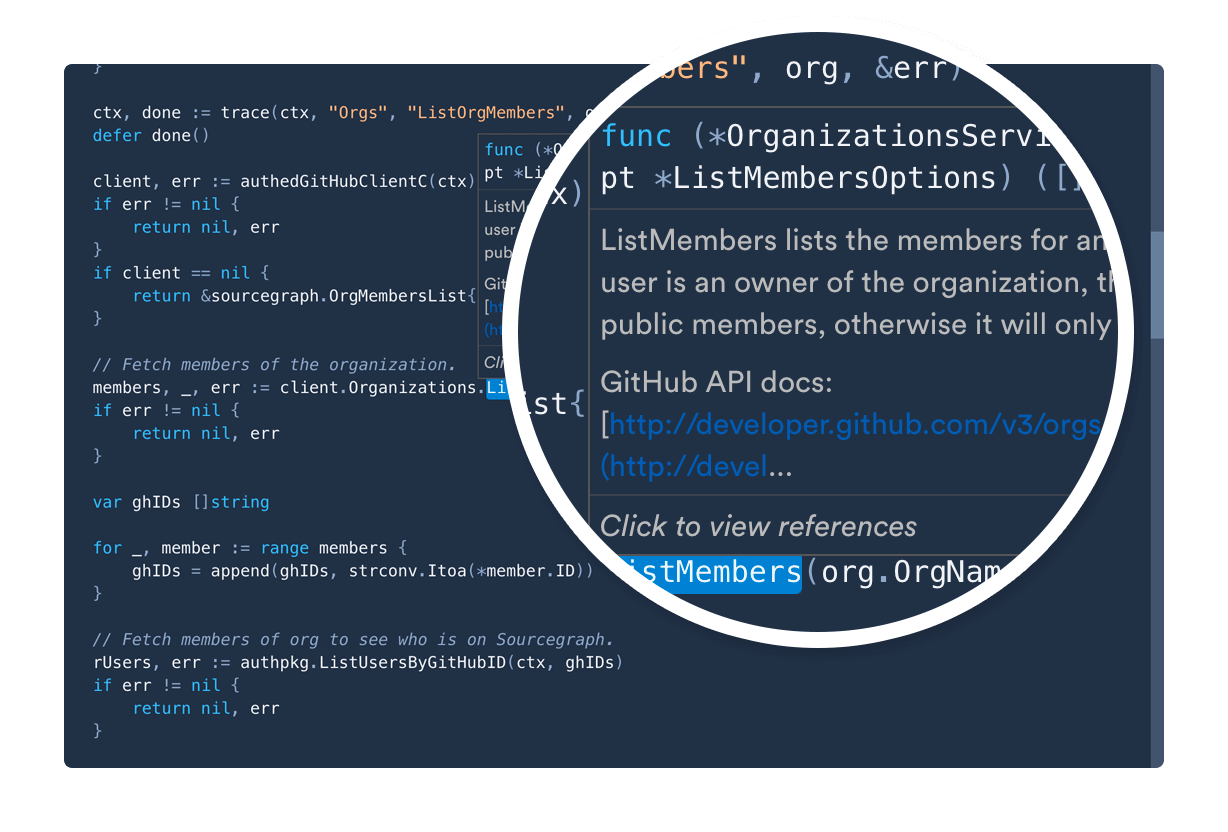 }
ctx, done := trace(ctx, "Orgs", "ListOrgMembers",
defer done()
client, err := authedGitHubClientC(ctx)
if err != nil {
return nil, err
}
if client == nil {
return &sourcegraph.OrgMembersList{
}
// Fetch members of the organization.
members, _, err := client.Organizations.
if err != nil {
return nil, err
}
var ghIDs []string
for _, member := range members {
ghIDs = append(ghIDs, strconv.Itoa(*member.ID))
}
// Fetch members of org to see who is on Sourcegraph.
rUsers, err := authpkg.ListUsersByGitHubID(ctx, ghIDs)
if err != nil {
return nil, err
}
func (*O
pt *Li
ListM
user
pub
Git
[ht
(ht
Cli
bers", org, &err)
func (*OrganizationsServi
pt *ListMembersOptions) ([]
x)
ListMembers lists the members for an
user is an owner of the organization, th
public members, otherwise it will only
GitHub API docs:
ist{
[http://developer.github.com/v3/orgs
(http://devel...
Click to view references
istMembers(org.OrgNam